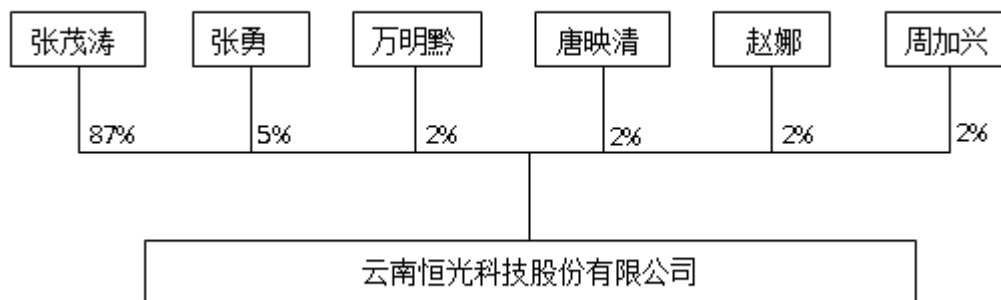 张茂涛 张勇 万明黔 唐映清 赵娜 周加兴
87% 5% 2% 2% 2% 2%
云南恒光科技股份有限公司